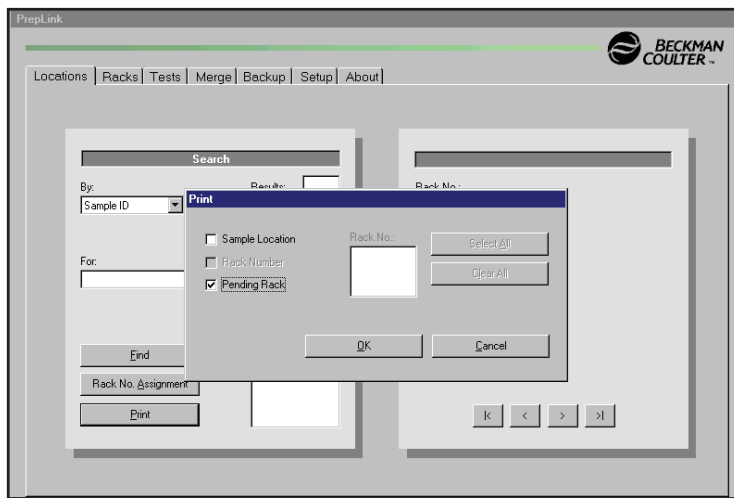 PrepLink
BECKMAN
COULTER ™
Locations Racks Tests Merge Backup Setup About
Search
By:
Results:
Rack No.:
Sample ID
Print
Sample Location
Rack No.:
Select All
For:
Rack Number
Clear All
Pending Rack
OK
Cancel
Find
Rack No. Assignment
Print
|< < > >|